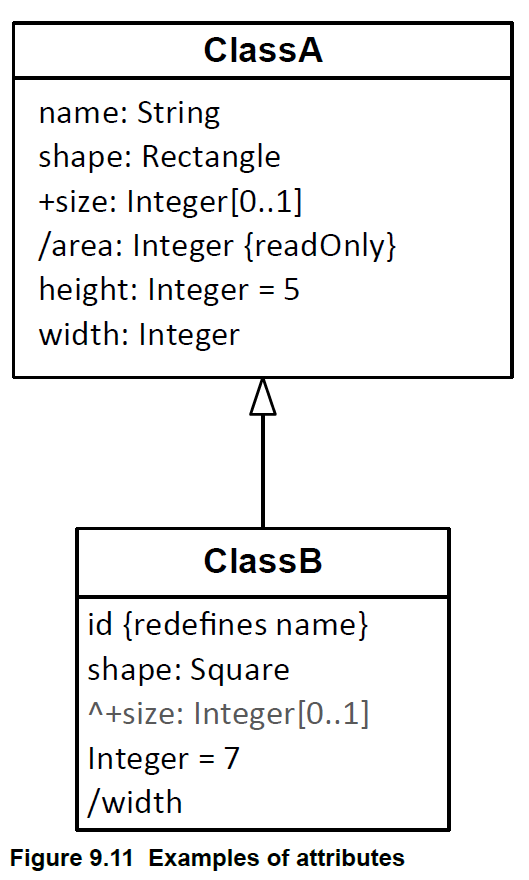 ClassA
name: String
shape: Rectangle
+size: Integer[0..1]
/area: Integer {readOnly}
height: Integer = 5
width: Integer
ClassB
id {redefines name}
shape: Square
^+size: Integer[0..1]
Integer = 7
/width
Figure 9.11 Examples of attributes